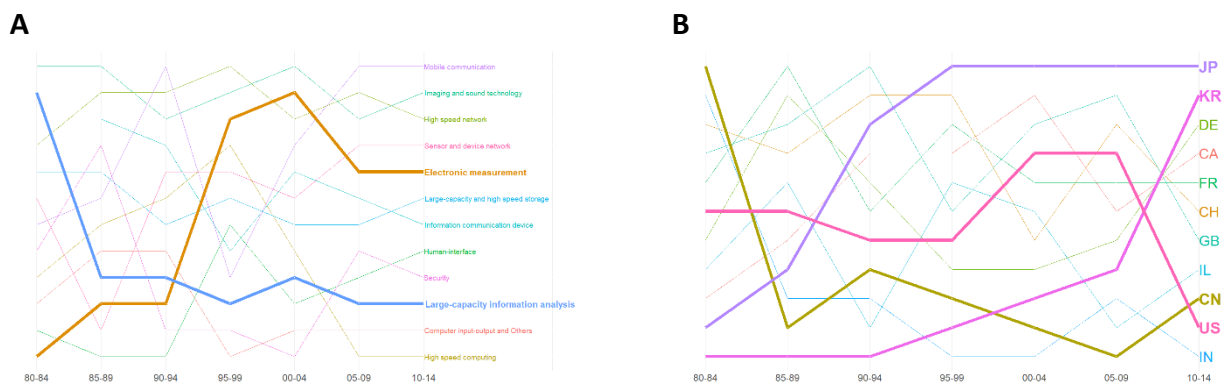 A
Mobile communication
Imaging and sound technology
High speed network
Sensor and device network
Electronic measurement
Large-capacity and high speed storage
Information communication device
Human-interface
Security
Large-capacity information analysis
Computer input-output and Others
High speed computing
80-84 85-89 90-94 95-99 00-04 05-09 10-14
B
JP
KR
DE
CA
FR
CH
GB
IL
CN
US
IN
80-84 85-89 90-94 95-99 00-04 05-09 10-14